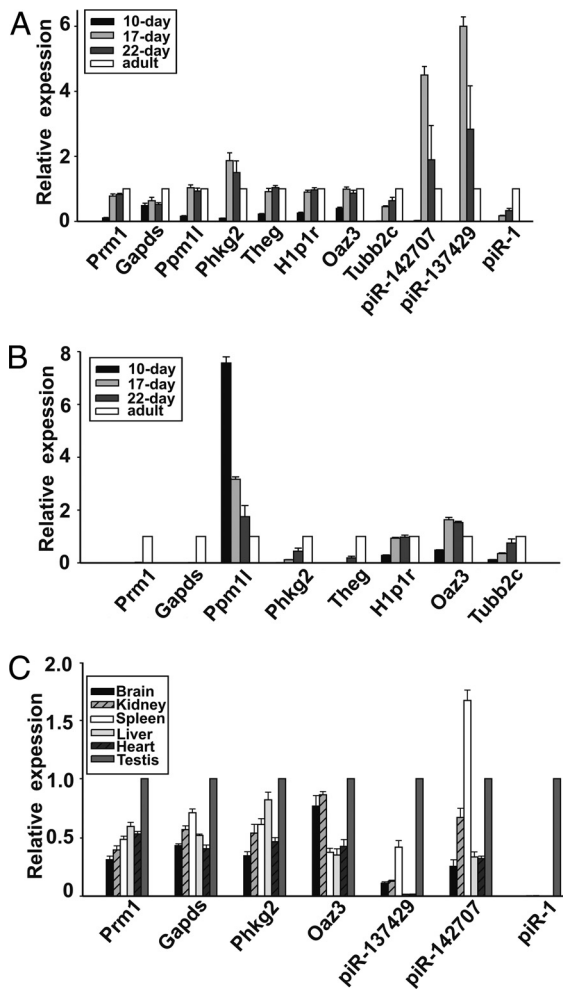 A
Relative expession
6
4
2
0
10-day
17-day
22-day
adult
Prm1
Gapds
Ppm1l
Phkg2
Theg
H1p1r
Oaz3
Tubb2c
piR-142707
piR-137429
piR-1
B
Relative expession
8
6
4
2
0
10-day
17-day
22-day
adult
Prm1
Gapds
Ppm1l
Phkg2
Theg
H1p1r
Oaz3
Tubb2c
C
Relative expession
2.0
1.5
1.0
0.5
0
Brain
Kidney
Spleen
Liver
Heart
Testis
Prm1
Gapds
Phkg2
Oaz3
piR-137429
piR-142707
piR-1